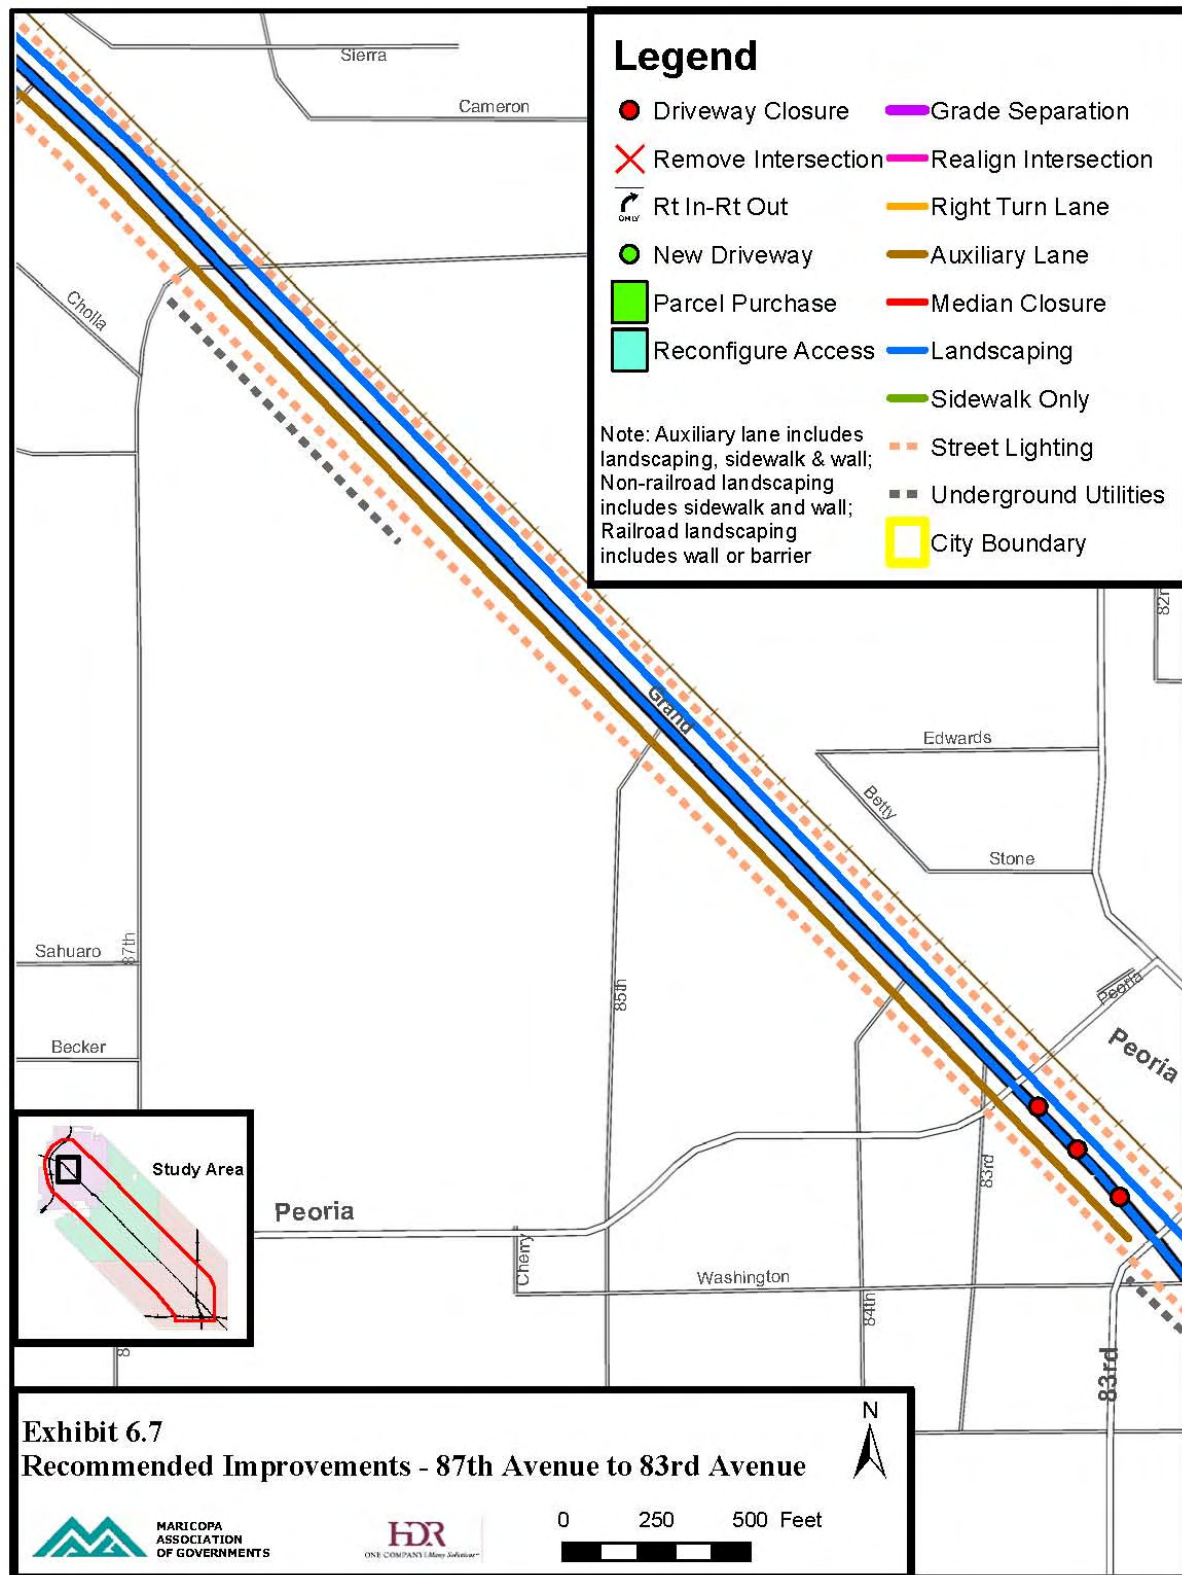 Sierra
Cameron
Legend
Driveway Closure
Remove Intersection
ONLY
Rt In-Rt Out
New Driveway
Parcel Purchase
Reconfigure Access
Grade Separation
Realign Intersection
Right Turn Lane
Auxiliary Lane
Median Closure
Landscaping
Sidewalk Only
Street Lighting
Underground Utilities
City Boundary
Note: Auxiliary lane includes
landscaping, sidewalk & wall;
Non-railroad landscaping
includes sidewalk and wall;
Railroad landscaping
includes wall or barrier
Cholla
Grand
Edwards
Betty
Stone
Sahuaro
87th
85th
Becker
Peoria
Peoria
83rd
Study Area
Peoria
Cherry
Washington
84th
83rd
Exhibit 6.7
Recommended Improvements - 87th Avenue to 83rd Avenue
N
MARICOPA
ASSOCIATION
OF GOVERNMENTS
HDR
ONE COMPANY | Many Solutions
0 250 500 Feet